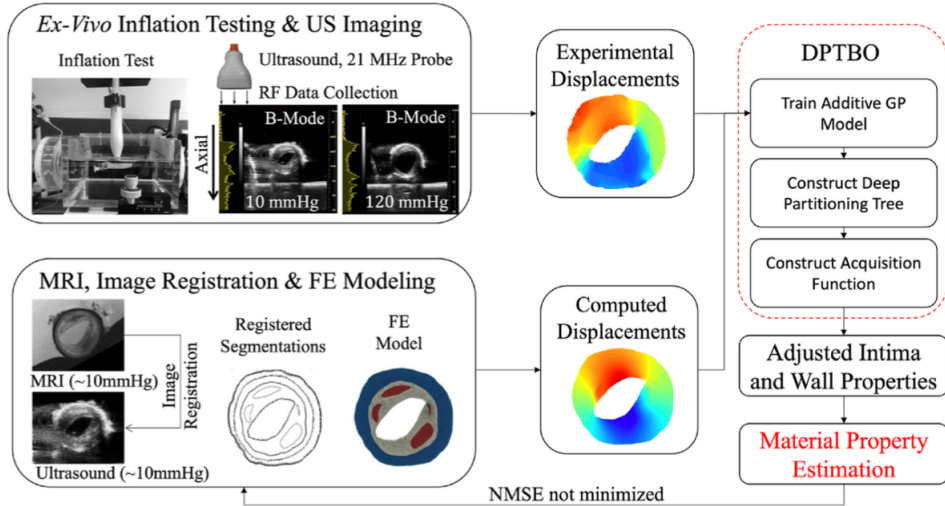 Ex-Vivo Inflation Testing & US Imaging
Inflation Test
Ultrasound, 21 MHz Probe
RF Data Collection
Axial
B-Mode
10 mmHg
B-Mode
120 mmHg
MRI, Image Registration & FE Modeling
MRI (~10mmHg)
Image
Registration
Ultrasound (~10mmHg)
Registered
Segmentations
FE
Model
Experimental
Displacements
Computed
Displacements
DPTBO
Train Additive GP
Model
Construct Deep
Partitioning Tree
Construct Acquisition
Function
Adjusted Intima
and Wall Properties
Material Property
Estimation
NMSE not minimized